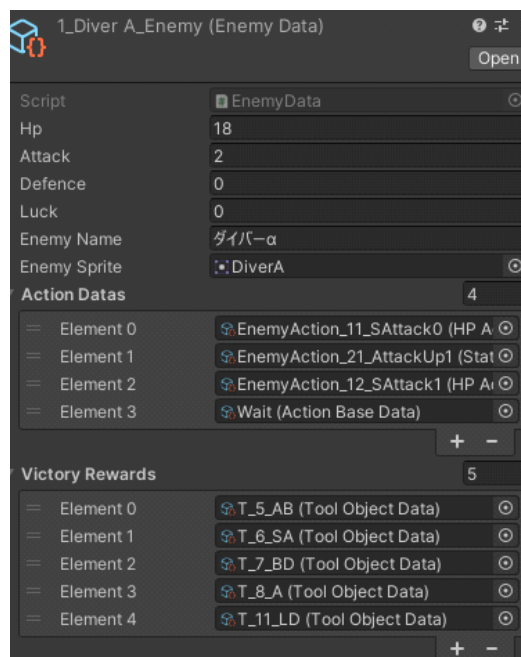 1_Diver A_Enemy (Enemy Data)
Open
Script EnemyData
Hp 18
Attack 2
Defence 0
Luck 0
Enemy Name ダイバーα
Enemy Sprite DiverA
Action Datas 4
Element 0 EnemyAction_11_SAttack0 (HP A
Element 1 EnemyAction_21_AttackUp1 (Stat
Element 2 EnemyAction_12_SAttack1 (HP A
Element 3 Wait (Action Base Data)
+ −
Victory Rewards 5
Element 0 T_5_AB (Tool Object Data)
Element 1 T_6_SA (Tool Object Data)
Element 2 T_7_BD (Tool Object Data)
Element 3 T_8_A (Tool Object Data)
Element 4 T_11_LD (Tool Object Data)
+ −